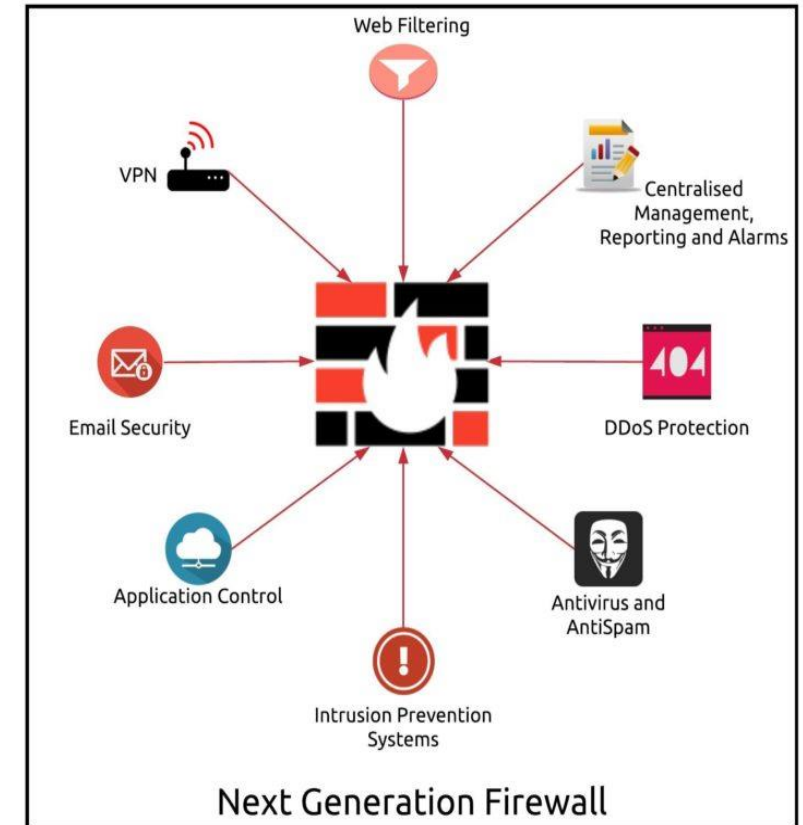 Web Filtering
VPN
Centralised
Management,
Reporting and Alarms
404
Email Security
DDoS Protection
Application Control
Antivirus and
AntiSpam
!
Intrusion Prevention
Systems
Next Generation Firewall